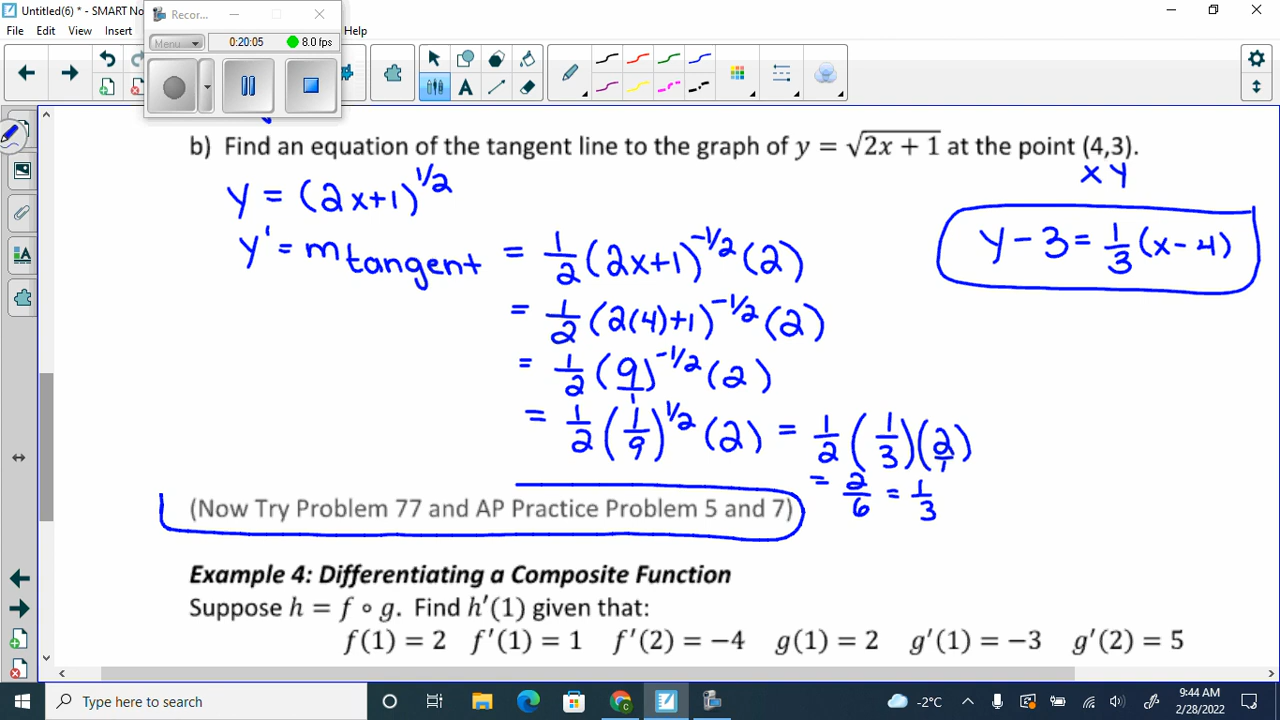 Untitled(6) * - SMART No
Recor...
File Edit View Insert Help
Menu 0:20:05 8.0 fps
b) Find an equation of the tangent line to the graph of y = √(2x + 1) at the point (4,3).
x y
y = (2x+1)^1/2
y' = m tangent = 1/2 (2x+1)^-1/2 (2)
y - 3 = 1/3 (x - 4)
= 1/2 (2(4)+1)^-1/2 (2)
= 1/2 (9/1)^-1/2 (2)
= 1/2 (1/9)^1/2 (2) = 1/2 (1/3)(2/1)
= 2/6 = 1/3
(Now Try Problem 77 and AP Practice Problem 5 and 7)
Example 4: Differentiating a Composite Function
Suppose h = f ∘ g. Find h′(1) given that:
f(1) = 2 f′(1) = 1 f′(2) = −4 g(1) = 2 g′(1) = −3 g′(2) = 5
Type here to search
-2°C
9:44 AM
2/28/2022